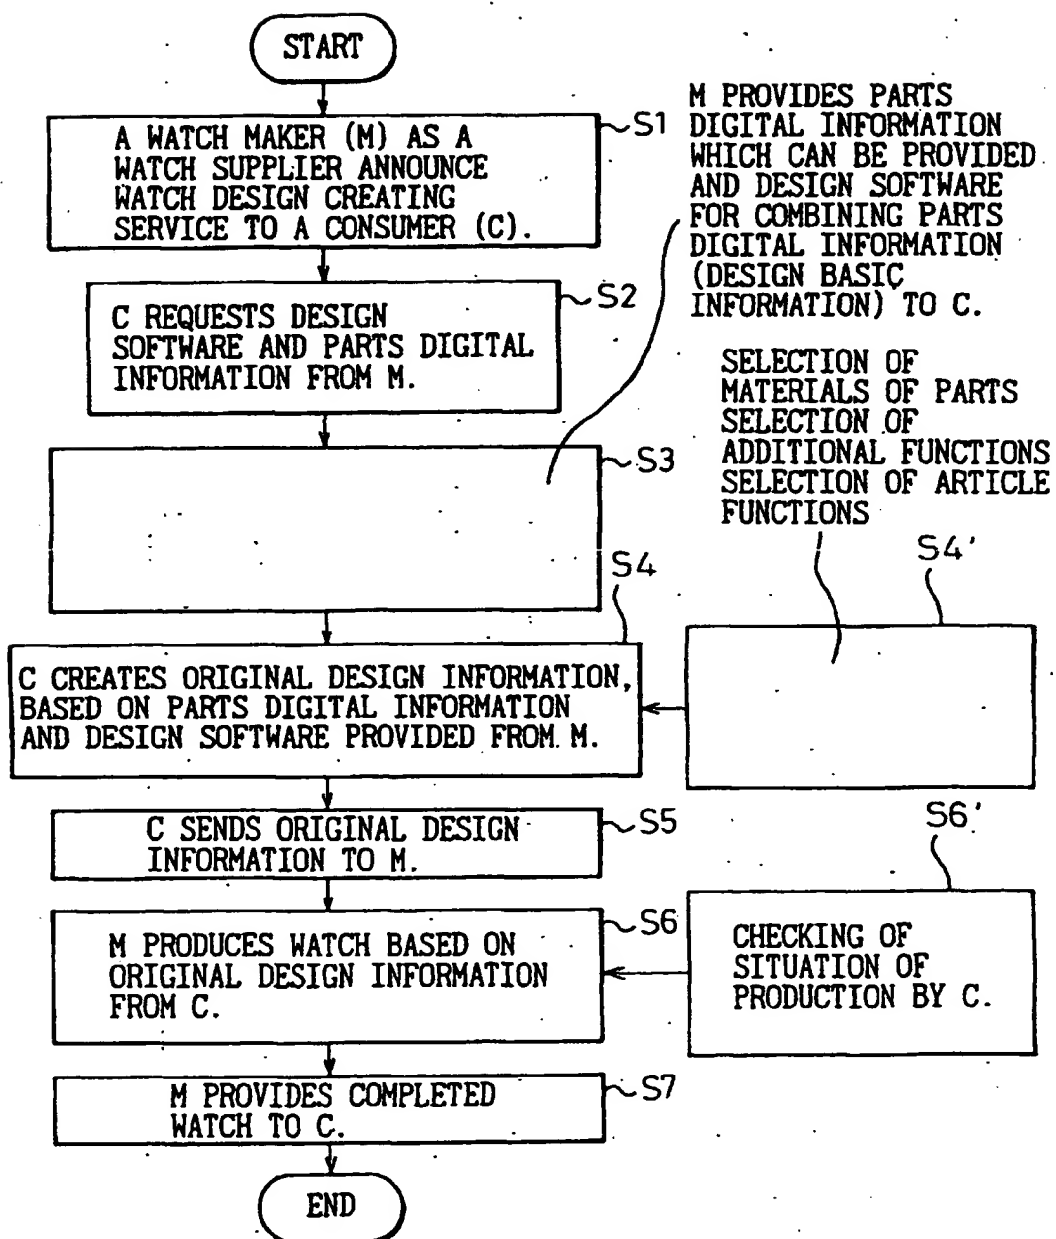 START
A WATCH MAKER (M) AS A
WATCH SUPPLIER ANNOUNCE
WATCH DESIGN CREATING
SERVICE TO A CONSUMER (C).
S1
M PROVIDES PARTS
DIGITAL INFORMATION
WHICH CAN BE PROVIDED
AND DESIGN SOFTWARE
FOR COMBINING PARTS
DIGITAL INFORMATION
(DESIGN BASIC
INFORMATION) TO C.
C REQUESTS DESIGN
SOFTWARE AND PARTS DIGITAL
INFORMATION FROM M.
S2
SELECTION OF
MATERIALS OF PARTS
SELECTION OF
ADDITIONAL FUNCTIONS
SELECTION OF ARTICLE
FUNCTIONS
S3
S4
S4'
C CREATES ORIGINAL DESIGN INFORMATION,
BASED ON PARTS DIGITAL INFORMATION
AND DESIGN SOFTWARE PROVIDED FROM M.
C SENDS ORIGINAL DESIGN
INFORMATION TO M.
S5
S6'
M PRODUCES WATCH BASED ON
ORIGINAL DESIGN INFORMATION
FROM C.
S6
CHECKING OF
SITUATION OF
PRODUCTION BY C.
M PROVIDES COMPLETED
WATCH TO C.
S7
END